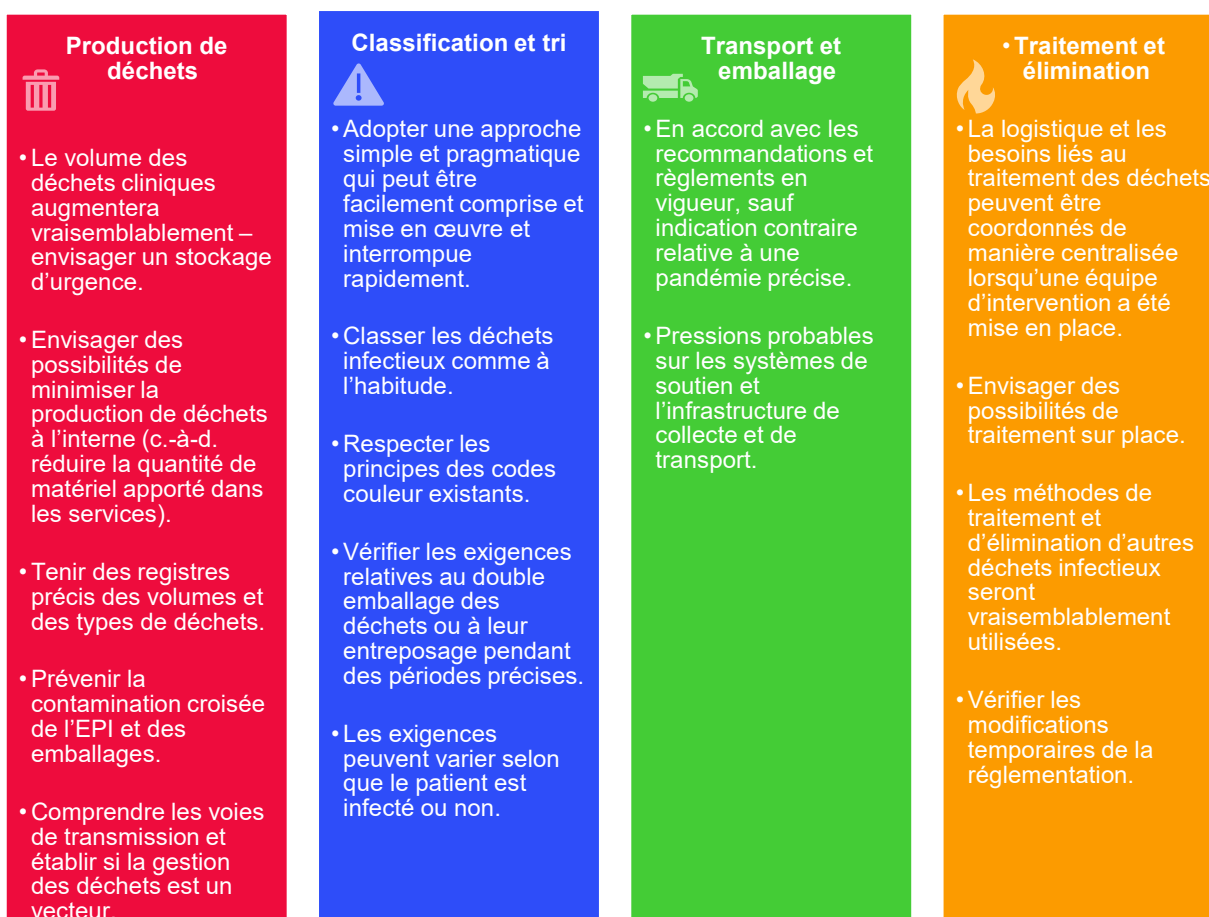 Production de
déchets
• Le volume des
déchets cliniques
augmentera
vraisemblablement –
envisager un stockage
d’urgence.
• Envisager des
possibilités de
minimiser la
production de déchets
à l’interne (c.-à-d.
réduire la quantité de
matériel apporté dans
les services).
• Tenir des registres
précis des volumes et
des types de déchets.
• Prévenir la
contamination croisée
de l’EPI et des
emballages.
• Comprendre les voies
de transmission et
établir si la gestion
des déchets est un
vecteur.
Classification et tri
• Adopter une approche
simple et pragmatique
qui peut être
facilement comprise et
mise en œuvre et
interrompue
rapidement.
• Classer les déchets
infectieux comme à
l’habitude.
• Respecter les
principes des codes
couleur existants.
• Vérifier les exigences
relatives au double
emballage des
déchets ou à leur
entreposage pendant
des périodes précises.
• Les exigences
peuvent varier selon
que le patient est
infecté ou non.
Transport et
emballage
• En accord avec les
recommandations et
règlements en
vigueur, sauf
indication contraire
relative à une
pandémie précise.
• Pressions probables
sur les systèmes de
soutien et
l’infrastructure de
collecte et de
transport.
• Traitement et
élimination
• La logistique et les
besoins liés au
traitement des déchets
peuvent être
coordonnés de
manière centralisée
lorsqu’une équipe
d’intervention a été
mise en place.
• Envisager des
possibilités de
traitement sur place.
• Les méthodes de
traitement et
d’élimination d’autres
déchets infectieux
seront
vraisemblablement
utilisées.
• Vérifier les
modifications
temporaires de la
réglementation.